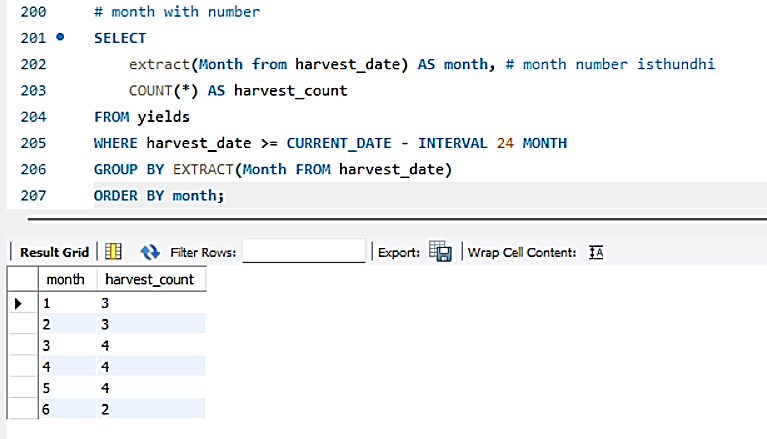 200 # month with number
201 SELECT
202 extract(Month from harvest_date) AS month, # month number isthundhi
203 COUNT(*) AS harvest_count
204 FROM yields
205 WHERE harvest_date >= CURRENT_DATE - INTERVAL 24 MONTH
206 GROUP BY EXTRACT(Month FROM harvest_date)
207 ORDER BY month;
Result Grid Filter Rows: Export: Wrap Cell Content: IA
month harvest_count
1 3
2 3
3 4
4 4
5 4
6 2